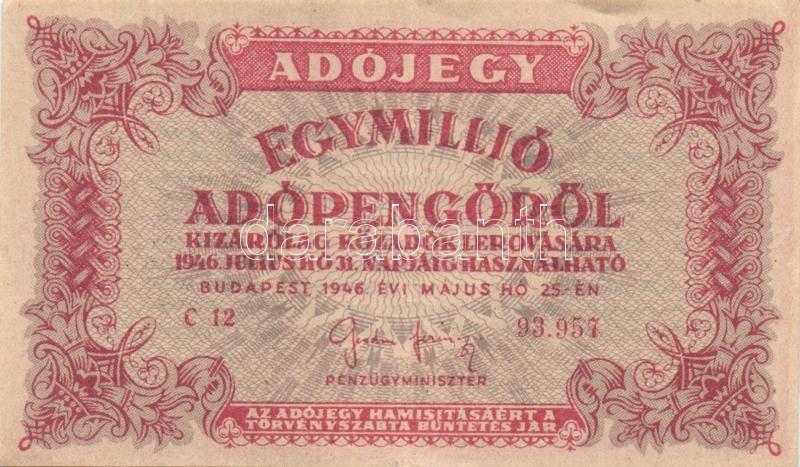 ADÓJEGY
EGYMILLIÓ
ADÓPENGŐRŐL
KIZÁRÓLAG KÖZADÓK LEROVÁSÁRA
1946. JÚLIUS HÓ 31. NAPJÁIG HASZNÁLHATÓ
BUDAPEST, 1946. ÉVI MÁJUS HÓ 25-ÉN
C 12
93.957
PÉNZÜGYMINISZTER
AZ ADÓJEGY HAMISÍTÁSÁÉRT A
TÖRVÉNYSZABTA BÜNTETÉS JÁR
darabanth